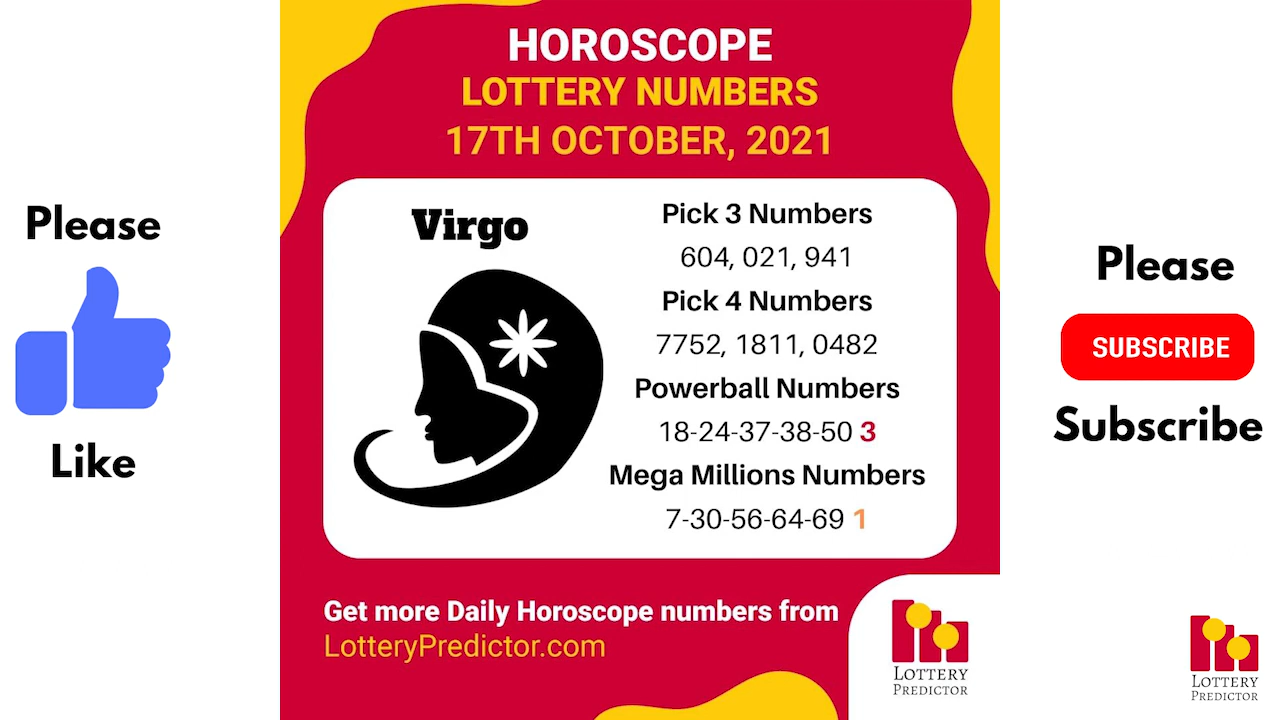 HOROSCOPE
LOTTERY NUMBERS
17TH OCTOBER, 2021
Please
Like
Virgo
Pick 3 Numbers
604, 021, 941
Pick 4 Numbers
7752, 1811, 0482
Powerball Numbers
18-24-37-38-50 3
Mega Millions Numbers
7-30-56-64-69 1
Please
SUBSCRIBE
Subscribe
Get more Daily Horoscope numbers from
LotteryPredictor.com
LOTTERY
PREDICTOR
LOTTERY
PREDICTOR